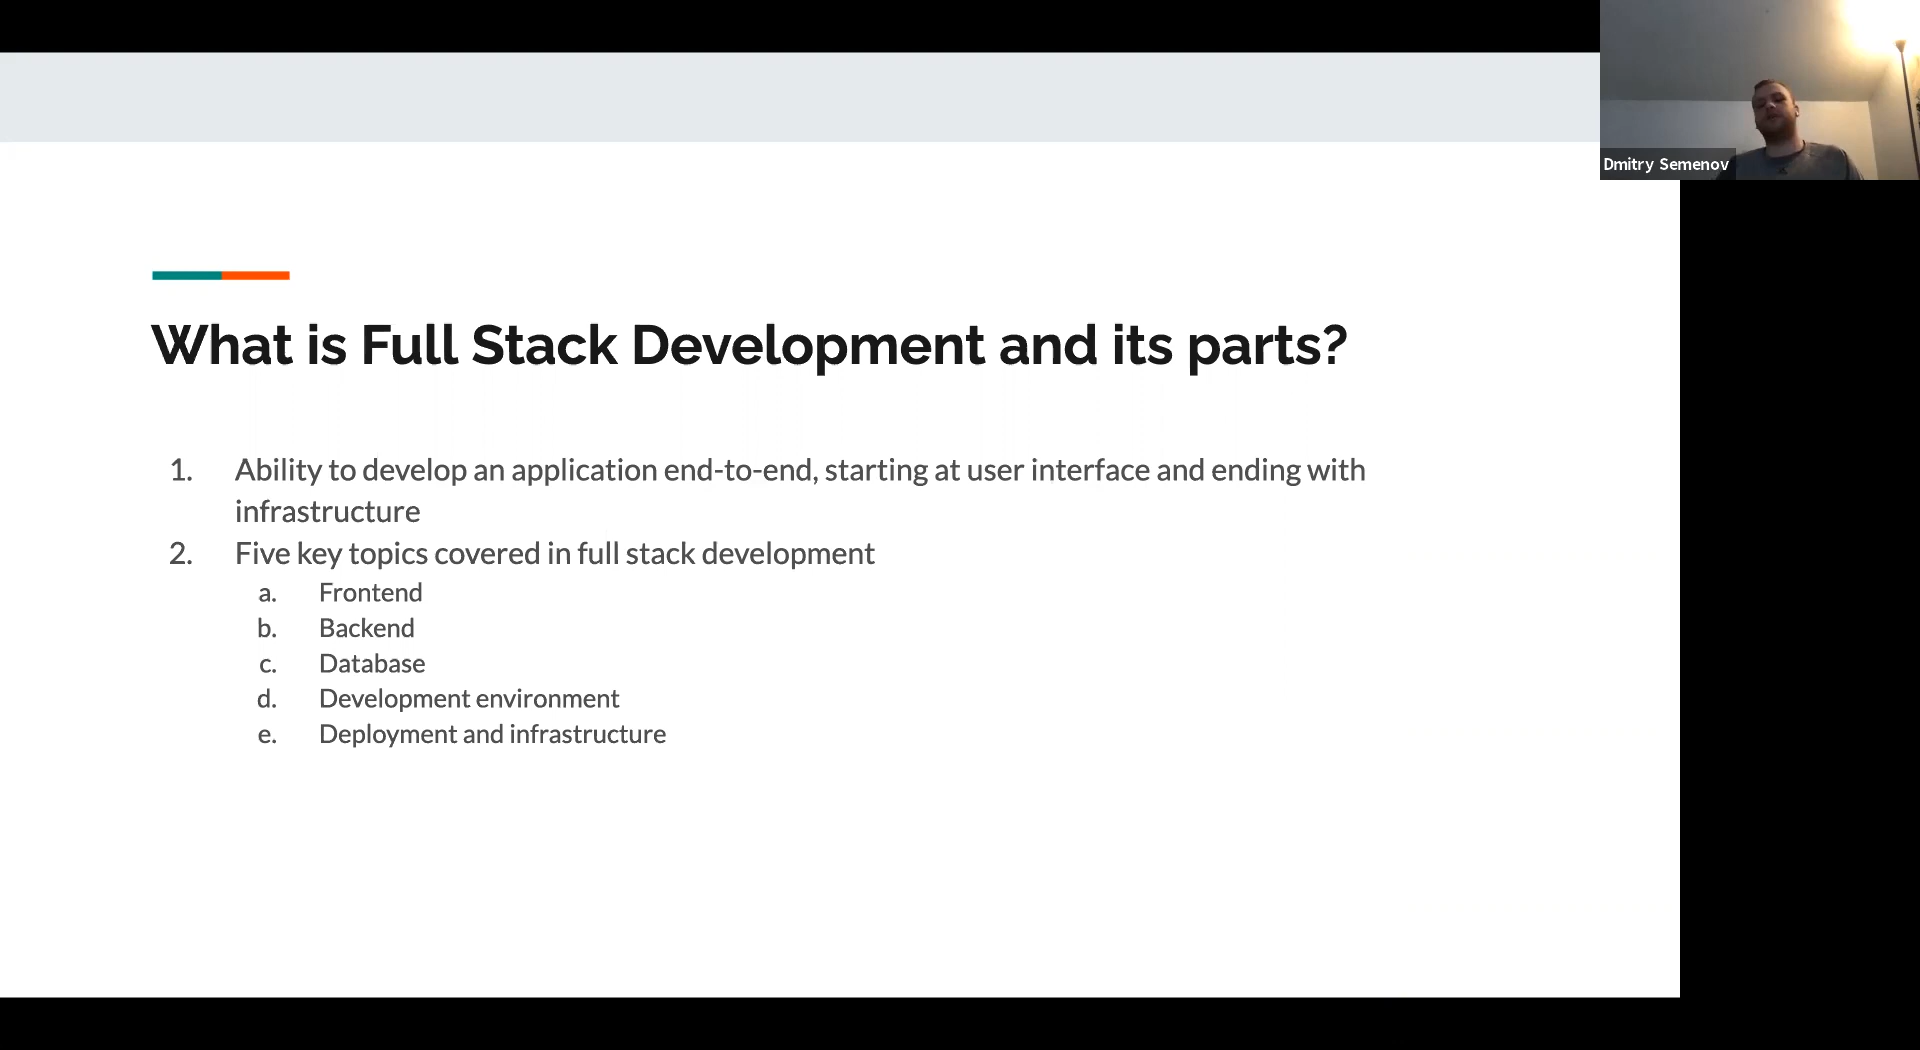 Dmitry Semenov
What is Full Stack Development and its parts?
1. Ability to develop an application end-to-end, starting at user interface and ending with
infrastructure
2. Five key topics covered in full stack development
a. Frontend
b. Backend
c. Database
d. Development environment
e. Deployment and infrastructure